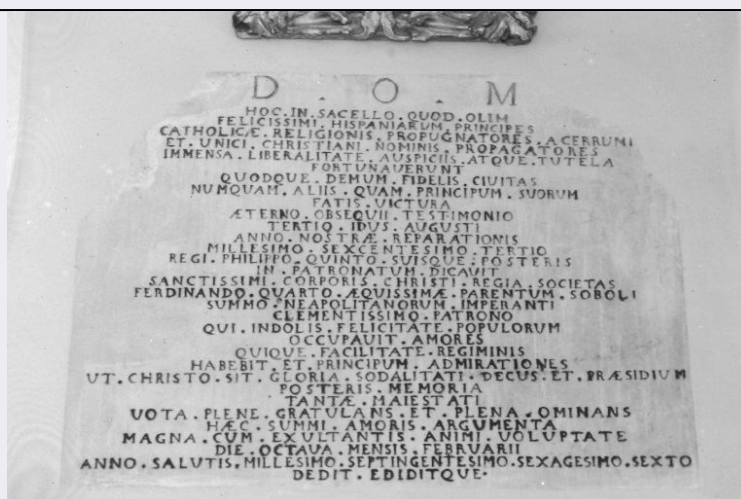 D . O . M
HOC . IN . SACELLO . QUOD . OLIM
FELICISSIMI . HISPANIARUM . PRINCIPES
CATHOLICÆ . RELIGIONIS . PROPUGNATORES . ACERRUMI
ET . UNICI . CHRISTIANI . NOMINIS . PROPAGATORES
IMMENSA . LIBERALITATE . AUSPICIIS . ATQUE . TUTELA
FORTUNAVERUNT
QUODQUE . DEMUM . FIDELIS . CIUITAS
NUMQUAM . ALIIS . QUAM . PRINCIPUM . SUORUM
FATIS . UICTURA
ÆTERNO . OBSEQUII . TESTIMONIO
TERTIO . IDUS . AUGUSTI
ANNO . NOSTRÆ . REPARATIONIS
MILLESIMO . SEXCENTESIMO . TERTIO
REGI . PHILIPPO . QUINTO . SUISQUE . POSTERIS
IN . PATRONATUM . DICAUIT
SANCTISSIMI . CORPORIS . CHRISTI . REGIA . SOCIETAS
FERDINANDO . QUARTO . ÆQUISSIMÆ . PARENTUM . SOBOLI
SUMMO . NEAPOLITANORUM . IMPERANTI
CLEMENTISSIMO . PATRONO
QUI . INDOLIS . FELICITATE . POPULORUM
OCCUPAUIT . AMORES
QUIQUE . FACILITATE . REGIMINIS
HABEBIT . ET . PRINCIPUM . ADMIRATIONES
UT . CHRISTO . SIT . GLORIA . SODALITATI . DECUS . ET . PRÆSIDIUM
POSTERIS . MEMORIA
TANTÆ . MAIESTATI
UOTA . PLENE . GRATULANS . ET . PLENA . OMINANS
HÆC . SUMMI . AMORIS . ARGUMENTA
MAGNA . CUM . EXULTANTIS . ANIMI . UOLUPTATE
DIE . OCTAUA . MENSIS . FEBRUARII
ANNO . SALUTIS . MILLESIMO . SEPTINGENTESIMO . SEXAGESIMO . SEXTO
DEDIT . EDIDITQUE .